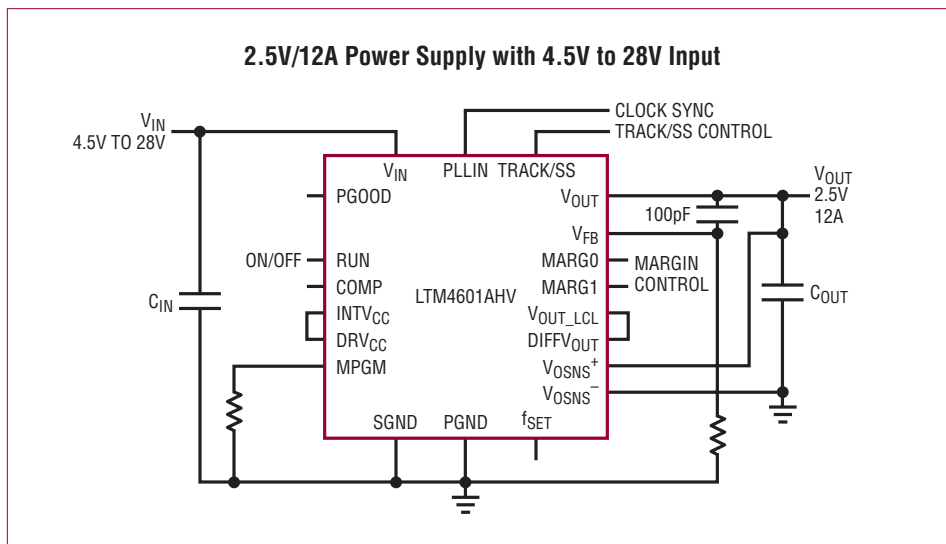 2.5V/12A Power Supply with 4.5V to 28V Input
VIN
4.5V TO 28V
CLOCK SYNC
TRACK/SS CONTROL
VIN
PLLIN
TRACK/SS
PGOOD
RUN
ON/OFF
COMP
INTVCC
DRVCC
MPGM
SGND
PGND
fSET
LTM4601AHV
VOUT
VFB
MARG0
MARG1
VOUT_LCL
DIFFVOUT
VOSNS+
VOSNS–
100pF
MARGIN
CONTROL
VOUT
2.5V
12A
CIN
COUT